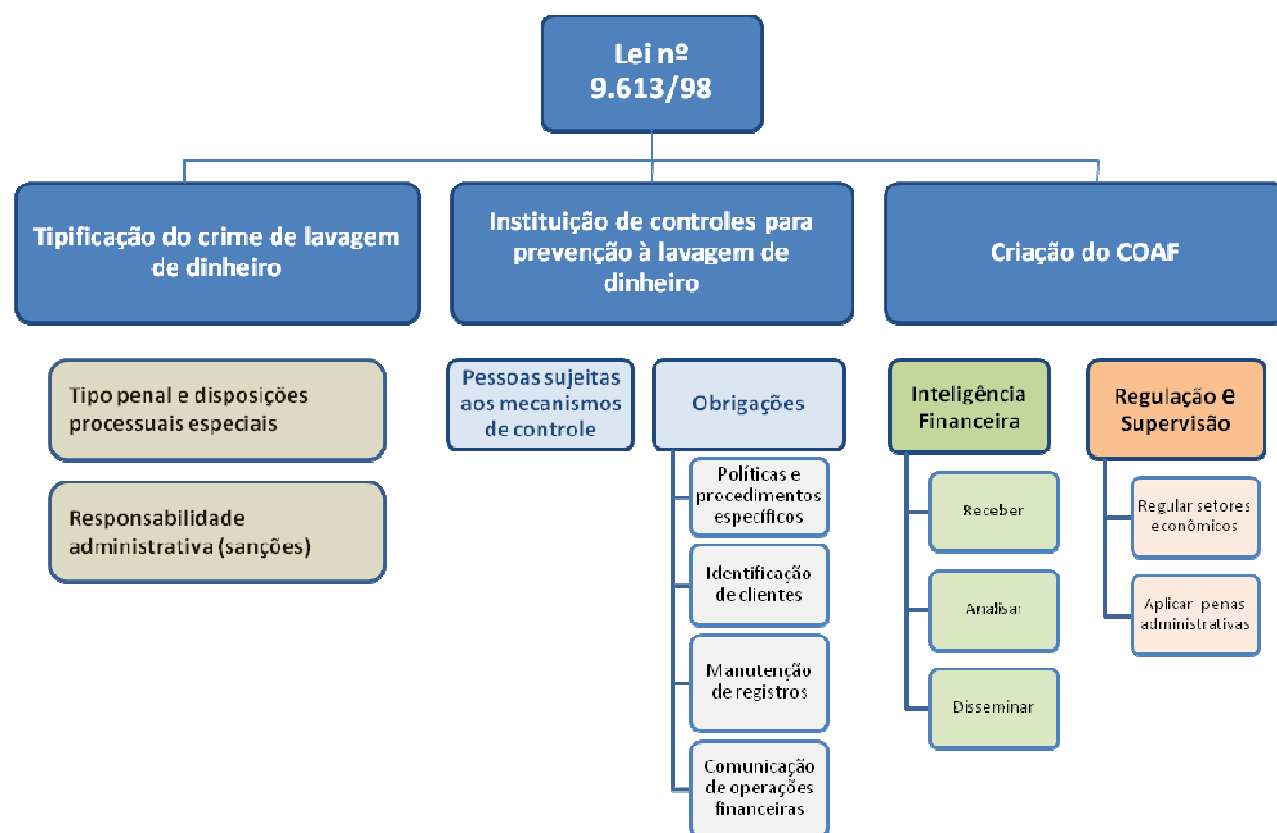 Lei nº
9.613/98
Tipificação do crime de lavagem
de dinheiro
Instituição de controles para
prevenção à lavagem de
dinheiro
Criação do COAF
Tipo penal e disposições
processuais especiais
Responsabilidade
administrativa (sanções)
Pessoas sujeitas
aos mecanismos
de controle
Obrigações
Políticas e
procedimentos
específicos
Identificação
de clientes
Manutenção
de registros
Comunicação
de operações
financeiras
Inteligência
Financeira
Receber
Analisar
Disseminar
Regulação e
Supervisão
Regular setores
econômicos
Aplicar penas
administrativas